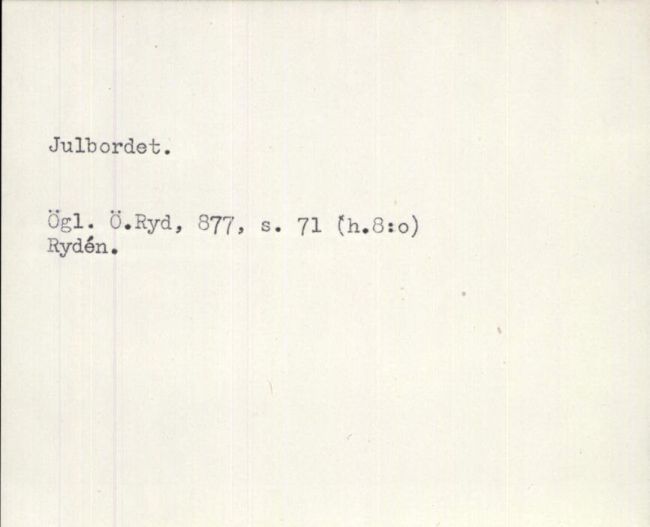 Julbordet.
Ögl. Ö.Ryd, 877, s. 71 (h.8:o)
Rydén.